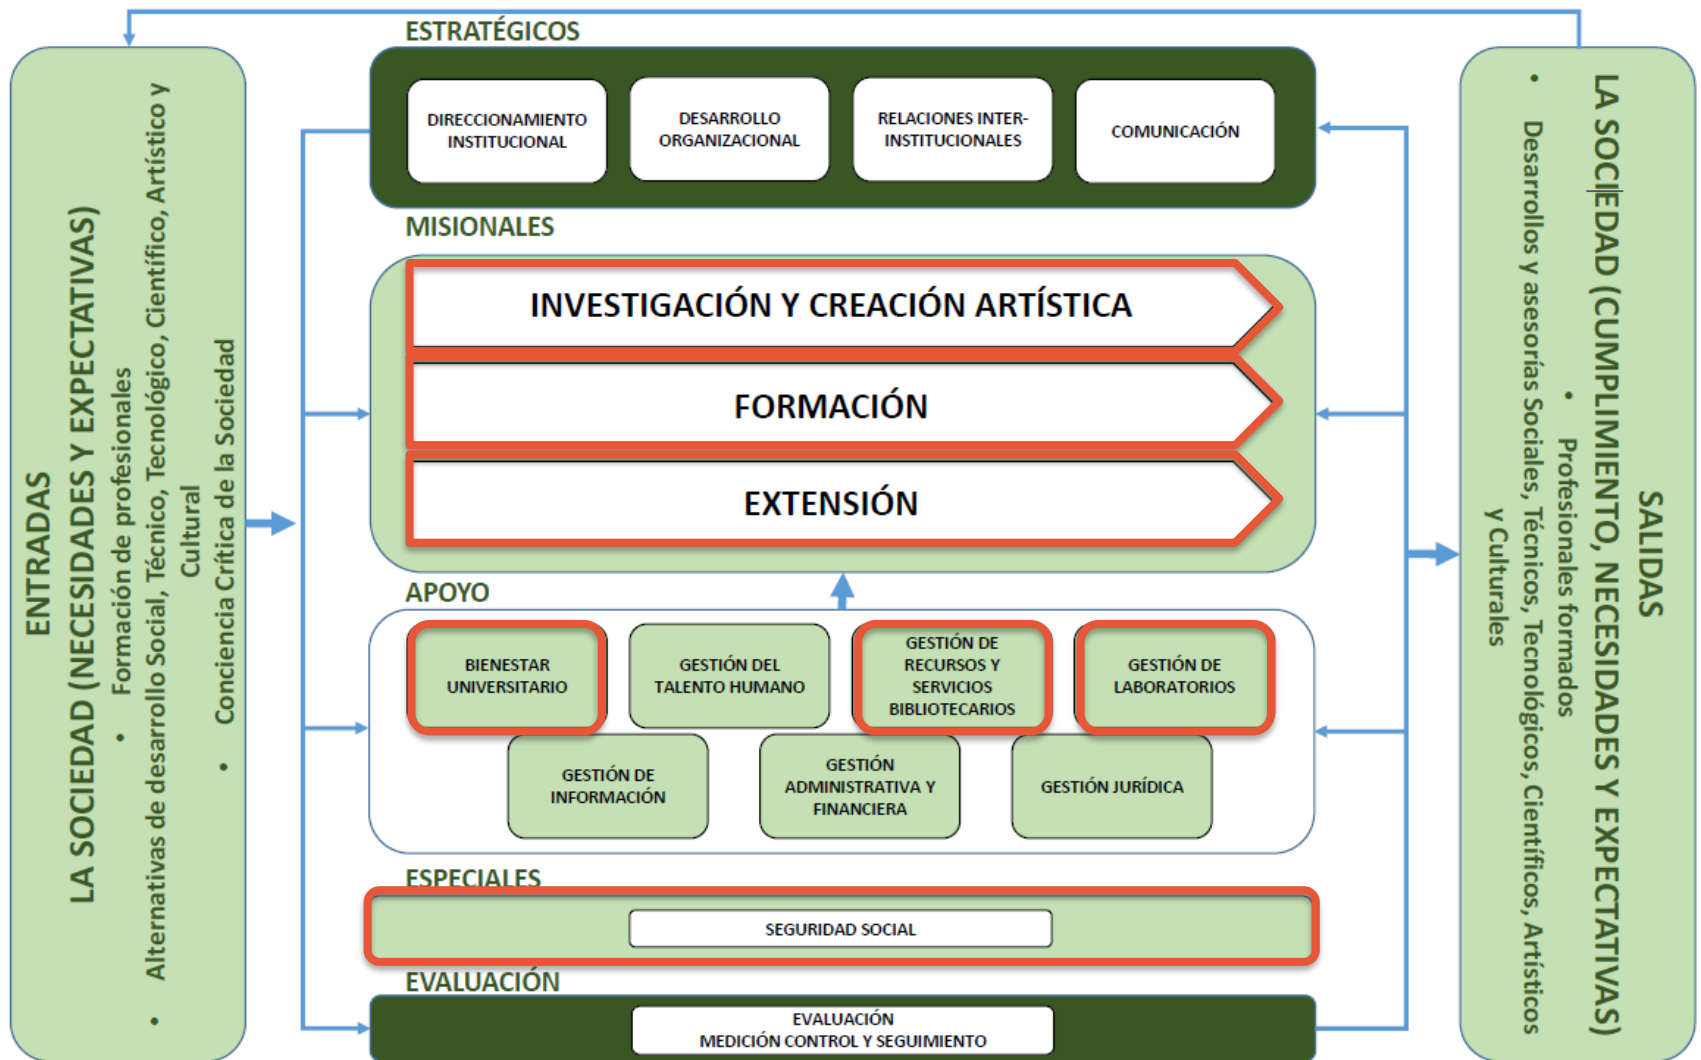 ENTRADAS
LA SOCIEDAD (NECESIDADES Y EXPECTATIVAS)
• Formación de profesionales
• Alternativas de desarrollo Social, Técnico, Tecnológico, Científico, Artístico y
Cultural
• Conciencia Crítica de la Sociedad
ESTRATÉGICOS
DIRECCIONAMIENTO
INSTITUCIONAL
DESARROLLO
ORGANIZACIONAL
RELACIONES INTER-
INSTITUCIONALES
COMUNICACIÓN
MISIONALES
INVESTIGACIÓN Y CREACIÓN ARTÍSTICA
FORMACIÓN
EXTENSIÓN
APOYO
BIENESTAR
UNIVERSITARIO
GESTIÓN DEL
TALENTO HUMANO
GESTIÓN DE
RECURSOS Y
SERVICIOS
BIBLIOTECARIOS
GESTIÓN DE
LABORATORIOS
GESTIÓN DE
INFORMACIÓN
GESTIÓN
ADMINISTRATIVA Y
FINANCIERA
GESTIÓN JURÍDICA
ESPECIALES
SEGURIDAD SOCIAL
EVALUACIÓN
EVALUACIÓN
MEDICIÓN CONTROL Y SEGUIMIENTO
SALIDAS
LA SOCIEDAD (CUMPLIMIENTO, NECESIDADES Y EXPECTATIVAS)
• Profesionales formados
• Desarrollos y asesorías Sociales, Técnicos, Tecnológicos, Científicos, Artísticos
y Culturales